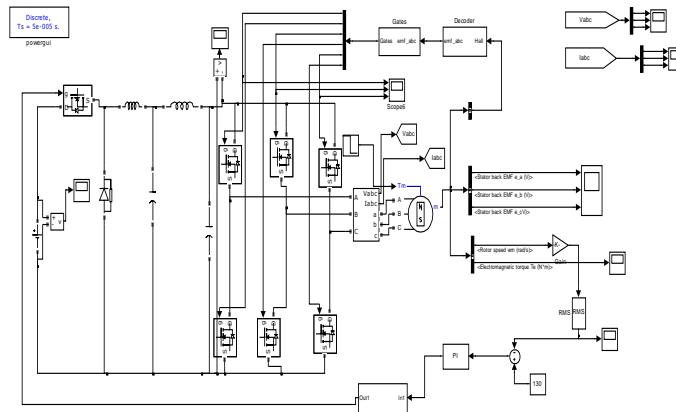 Discrete,
Ts = 5e-005 s.
powergui
Gates
Decoder
Gates
emf_abc
emf_abc
Hall
Vabc
Iabc
Scope6
Vabc
Iabc
g
D
S
Vabc
Iabc
A
a
B
b
C
c
Tm
A
B
C
N
S
m
<Stator back EMF e_a (V)>
<Stator back EMF e_b (V)>
<Stator back EMF e_c (V)>
<Rotor speed wm (rad/s)>
-K-
Gain
<Electromagnetic torque Te (N*m)>
RMS
RMS
v
PI
130
Out1
In1